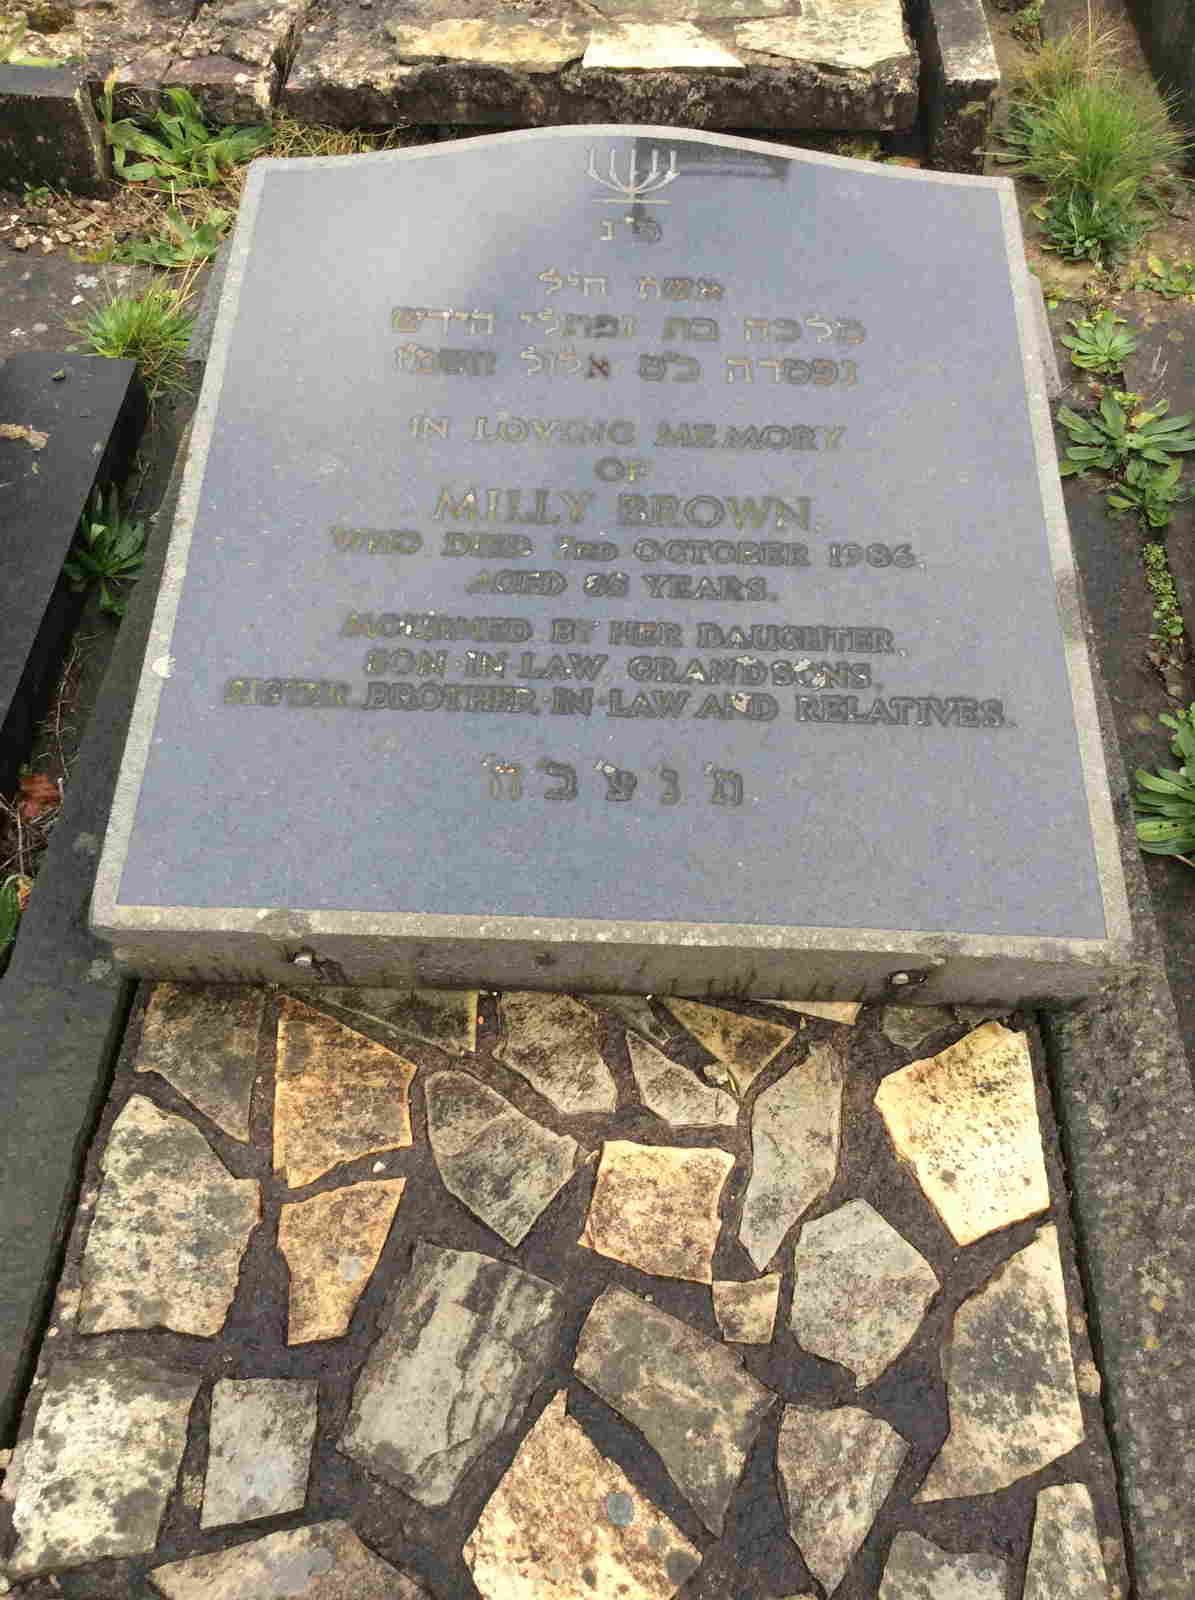 פ"נ
אשת חיל
מלכה בת נפתלי הירש
נפטרה כ"ט אלול תשמ"ו
IN LOVING MEMORY
OF
MILLY BROWN.
WHO DIED 3RD OCTOBER 1986.
AGED YEARS.
MOURNED BY HER DAUGHTER,
SON-IN-LAW, GRANDSONS,
SISTER, BROTHER-IN-LAW AND RELATIVES.
ת' נ' צ' ב' ה'